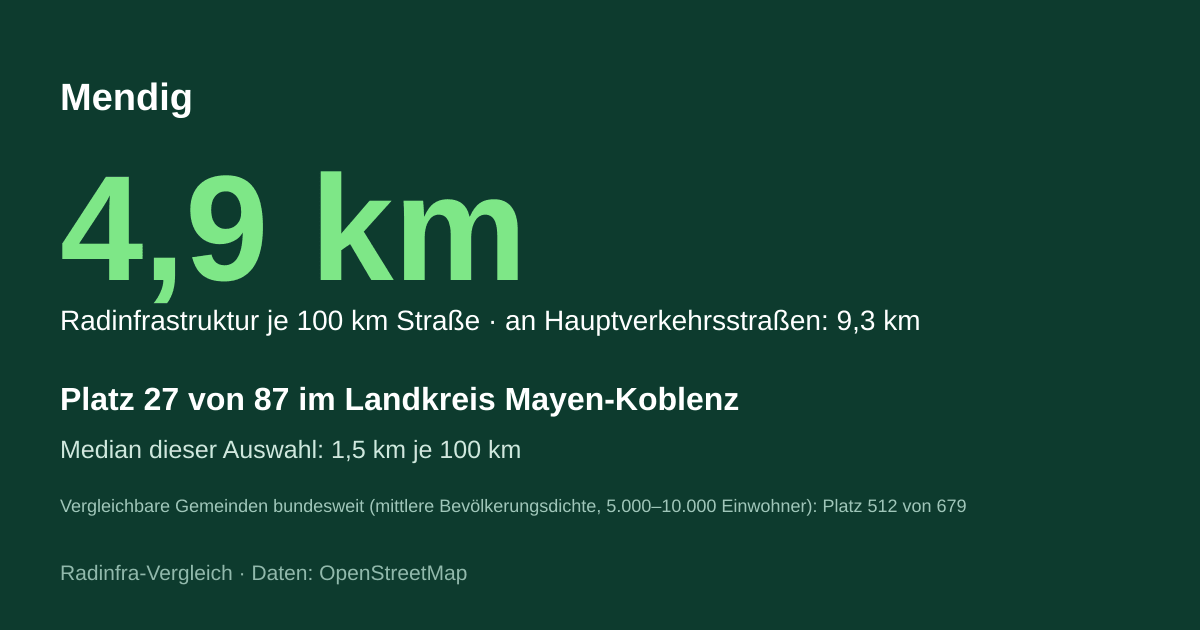 Mendig
4,9 km
Radinfrastruktur je 100 km Straße · an Hauptverkehrsstraßen: 9,3 km
Platz 27 von 87 im Landkreis Mayen-Koblenz
Median dieser Auswahl: 1,5 km je 100 km
Vergleichbare Gemeinden bundesweit (mittlere Bevölkerungsdichte, 5.000–10.000 Einwohner): Platz 512 von 679
Radinfra-Vergleich · Daten: OpenStreetMap